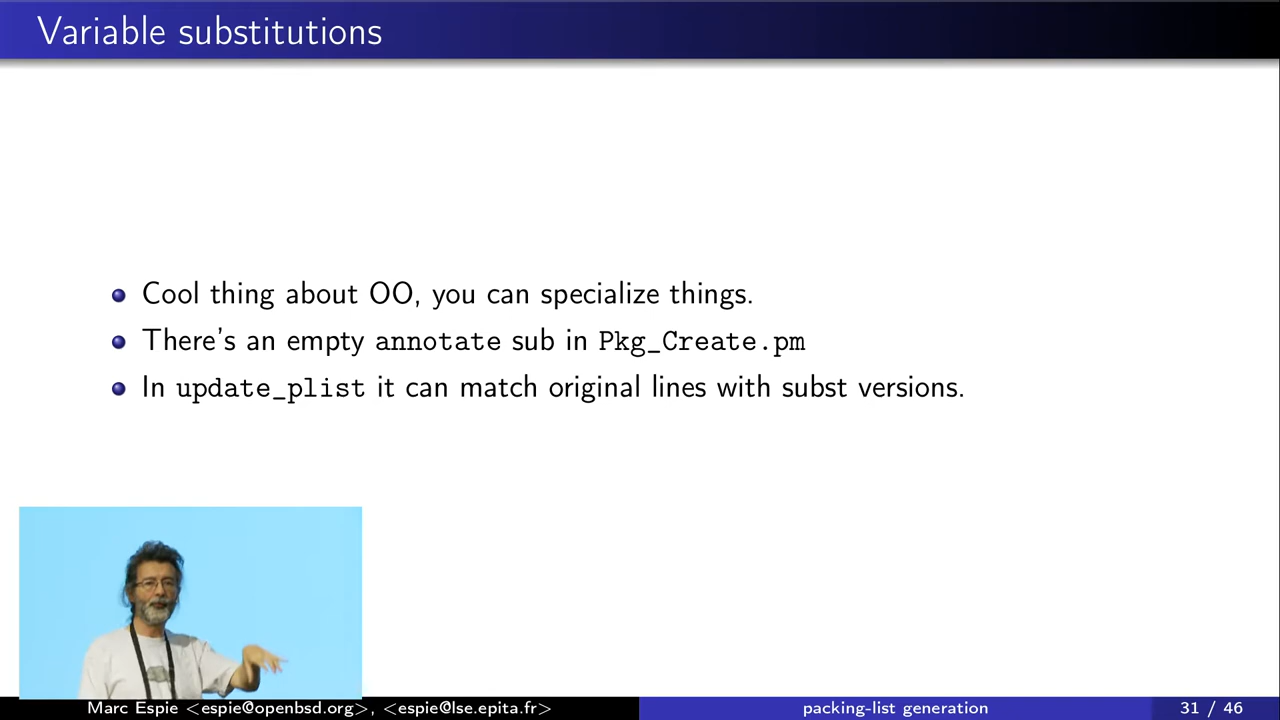 Variable substitutions
Cool thing about OO, you can specialize things.
There's an empty annotate sub in Pkg_Create.pm
In update_plist it can match original lines with subst versions.
Marc Espie <espie@openbsd.org>, <espie@lse.epita.fr>
packing-list generation
31 / 46